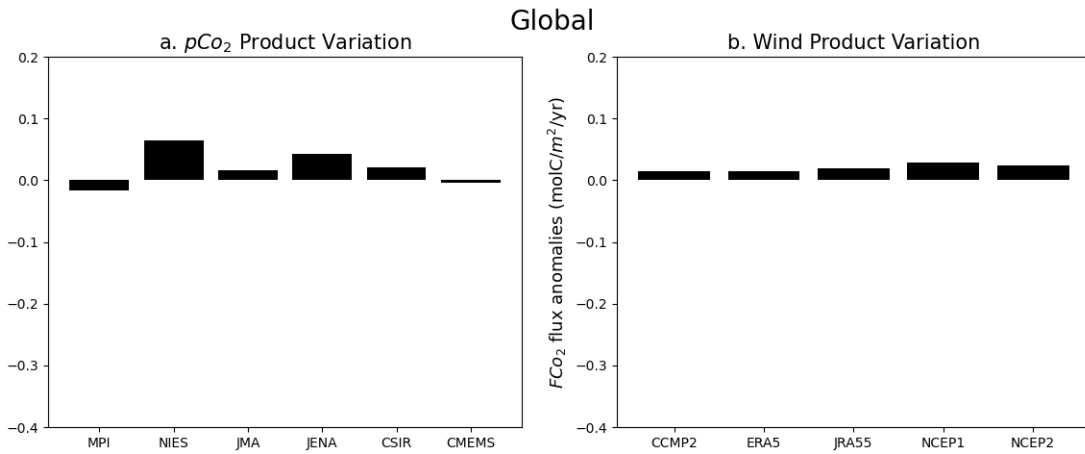 Global
a. pCo₂ Product Variation
0.2
0.1
0.0
−0.1
−0.2
−0.3
−0.4
MPI NIES JMA JENA CSIR CMEMS
b. Wind Product Variation
FCo₂ flux anomalies (molC/m²/yr)
0.2
0.1
0.0
−0.1
−0.2
−0.3
−0.4
CCMP2 ERA5 JRA55 NCEP1 NCEP2